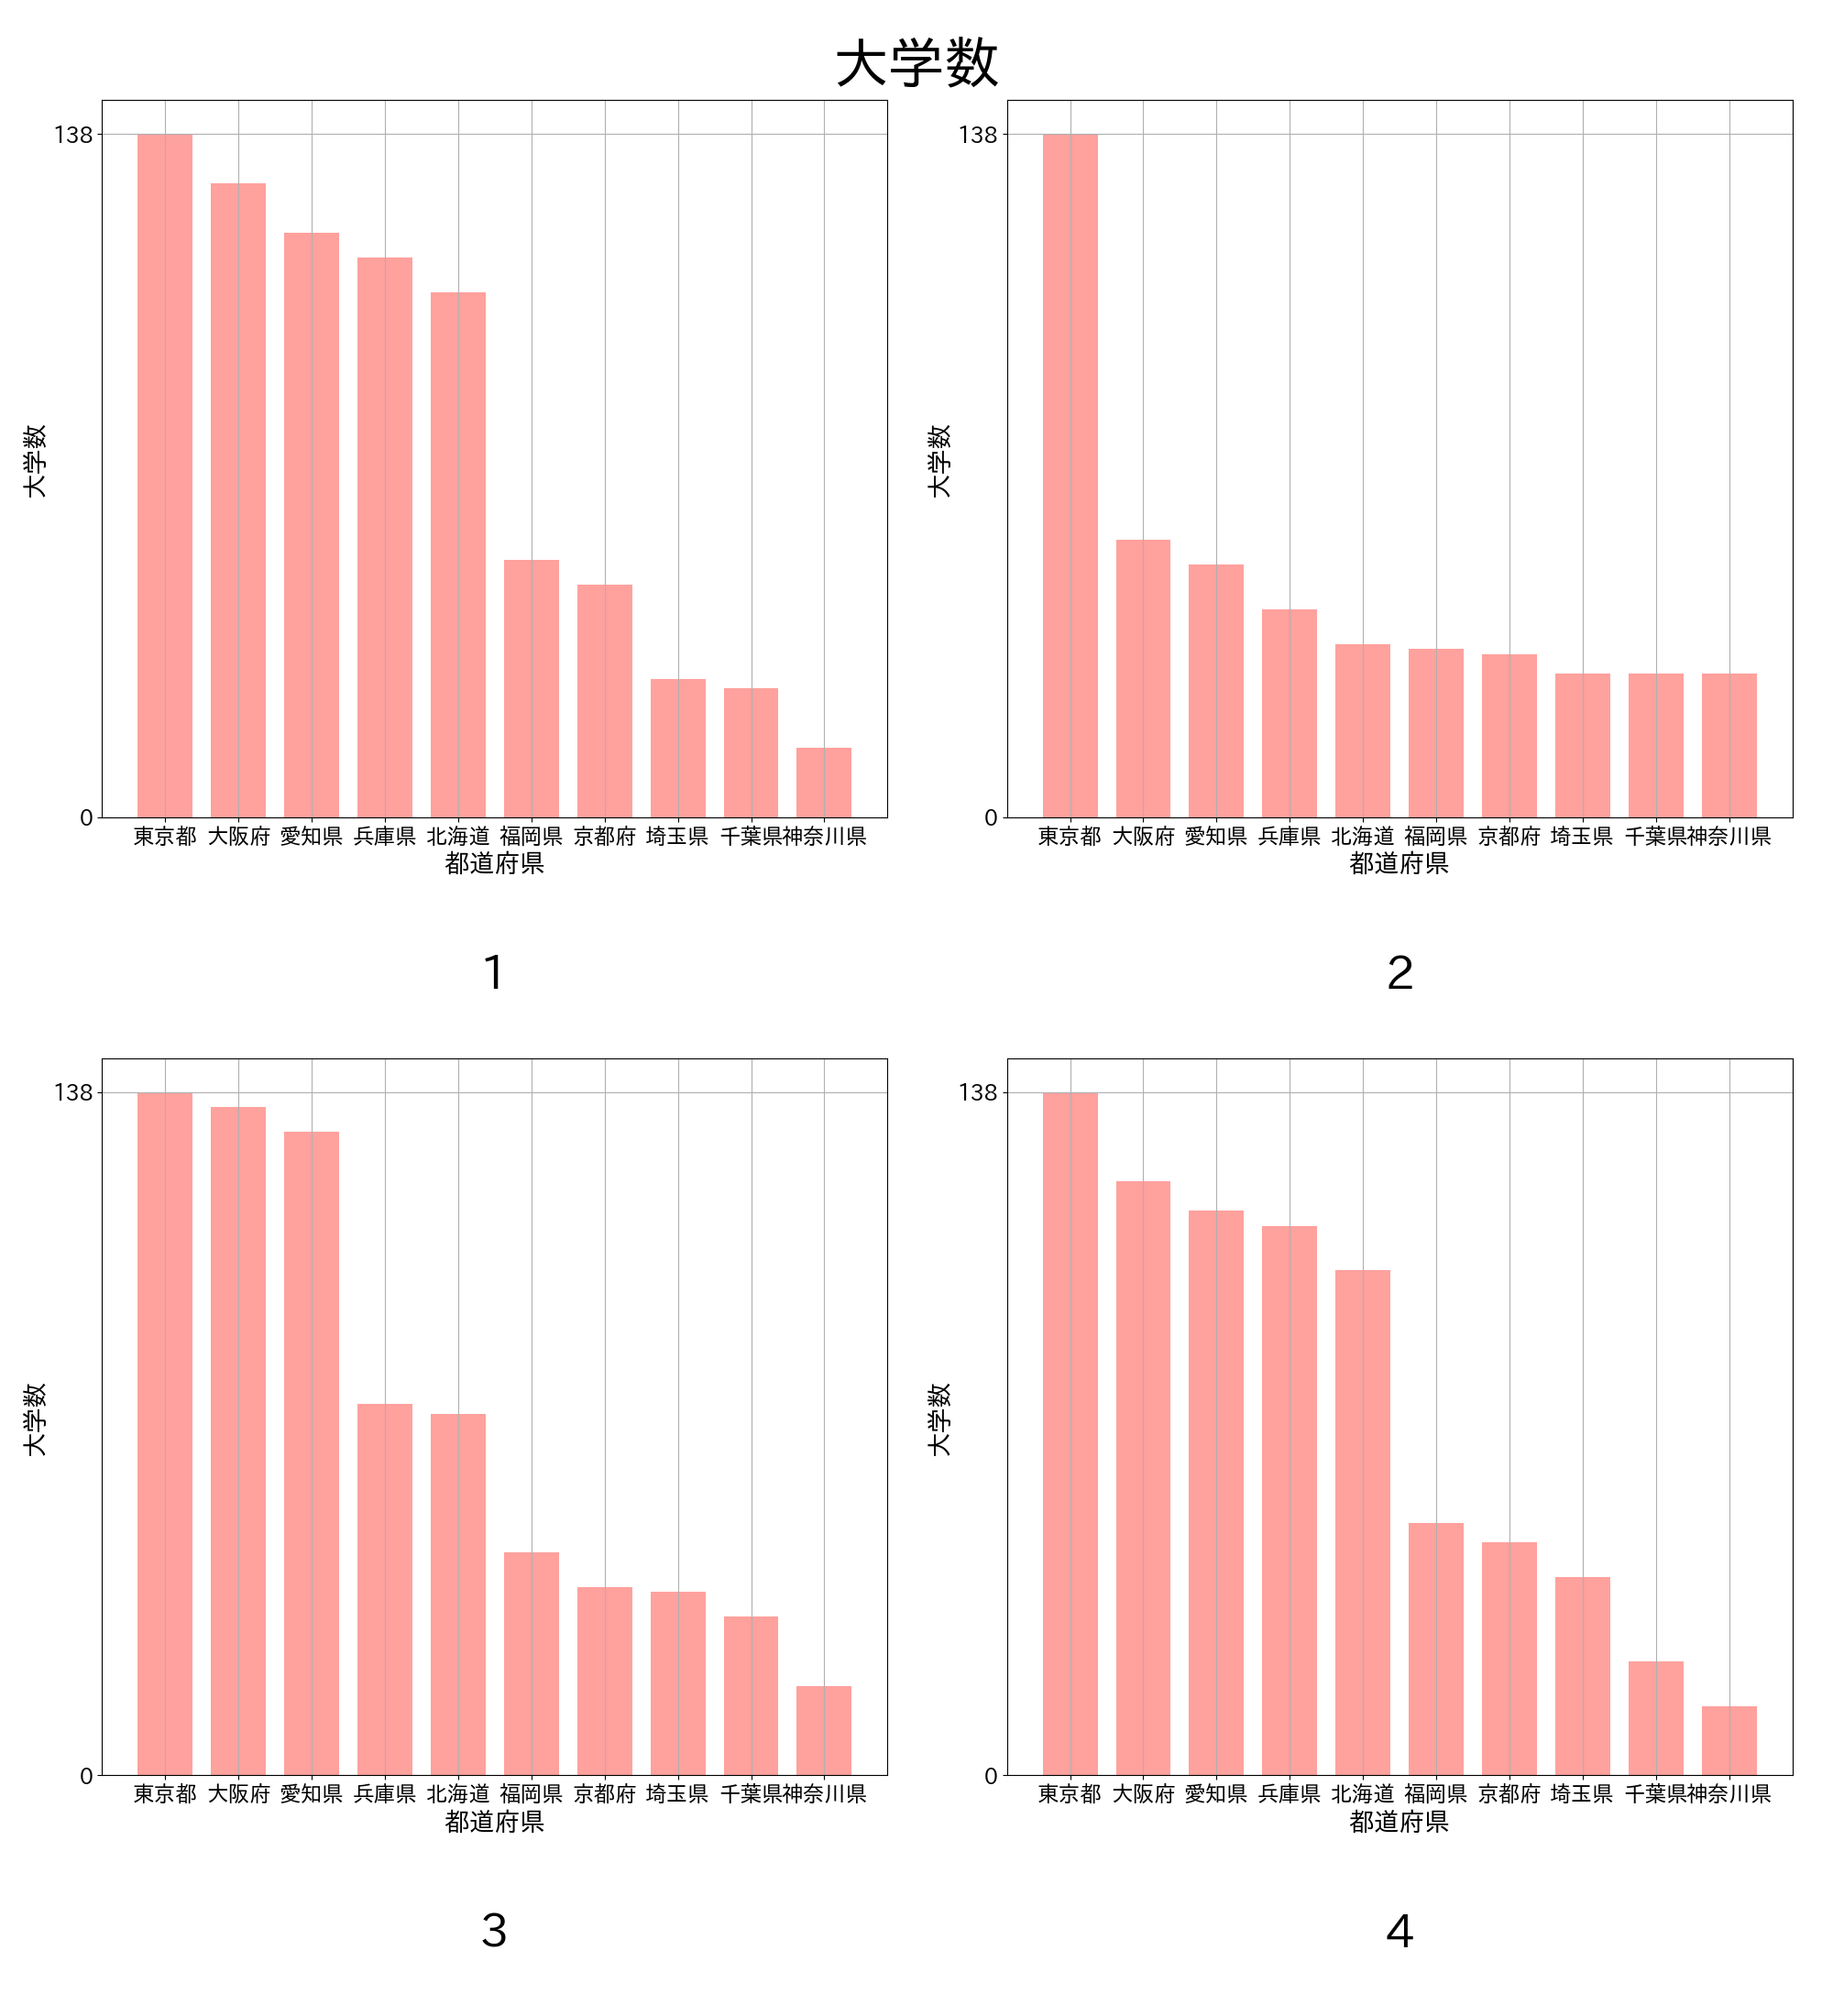 大学数
138
大学数
0
東京都 大阪府 愛知県 兵庫県 北海道 福岡県 京都府 埼玉県 千葉県 神奈川県
都道府県
1
138
大学数
0
東京都 大阪府 愛知県 兵庫県 北海道 福岡県 京都府 埼玉県 千葉県 神奈川県
都道府県
2
138
大学数
0
東京都 大阪府 愛知県 兵庫県 北海道 福岡県 京都府 埼玉県 千葉県 神奈川県
都道府県
3
138
大学数
0
東京都 大阪府 愛知県 兵庫県 北海道 福岡県 京都府 埼玉県 千葉県 神奈川県
都道府県
4